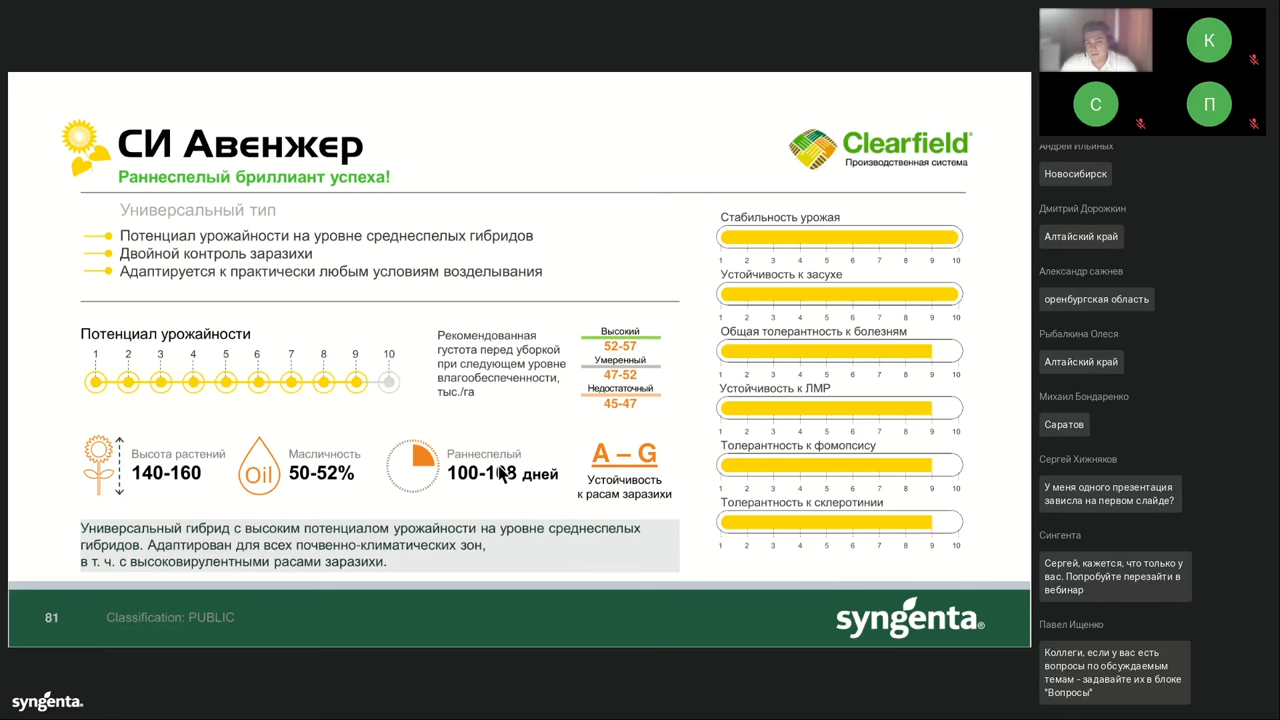 СИ Авенжер
Раннеспелый бриллиант успеха!
Clearfield®
Производственная система
Универсальный тип
Потенциал урожайности на уровне среднеспелых гибридов
Двойной контроль заразихи
Адаптируется к практически любым условиям возделывания
Потенциал урожайности
1 2 3 4 5 6 7 8 9 10
Рекомендованная
густота перед уборкой
при следующем уровне
влагообеспеченности,
тыс./га
Высокий
52-57
Умеренный
47-52
Недостаточный
45-47
Высота растений
140-160
Oil
Масличность
50-52%
Раннеспелый
100-108 дней
A – G
Устойчивость
к расам заразихи
Универсальный гибрид с высоким потенциалом урожайности на уровне среднеспелых
гибридов. Адаптирован для всех почвенно-климатических зон,
в т. ч. с высоковирулентными расами заразихи.
Стабильность урожая
1 2 3 4 5 6 7 8 9 10
Устойчивость к засухе
1 2 3 4 5 6 7 8 9 10
Общая толерантность к болезням
1 2 3 4 5 6 7 8 9 10
Устойчивость к ЛМР
1 2 3 4 5 6 7 8 9 10
Толерантность к фомопсису
1 2 3 4 5 6 7 8 9 10
Толерантность к склеротинии
1 2 3 4 5 6 7 8 9 10
81
Classification: PUBLIC
syngenta®
syngenta.
К
С
П
Андрей Ильиных
Новосибирск
Дмитрий Дорожкин
Алтайский край
Александр сажнев
оренбургская область
Рыбалкина Олеся
Алтайский край
Михаил Бондаренко
Саратов
Сергей Хижняков
У меня одного презентация
зависла на первом слайде?
Сингента
Сергей, кажется, что только у
вас. Попробуйте перезайти в
вебинар
Павел Ищенко
Коллеги, если у вас есть
вопросы по обсуждаемым
темам - задавайте их в блоке
"Вопросы"